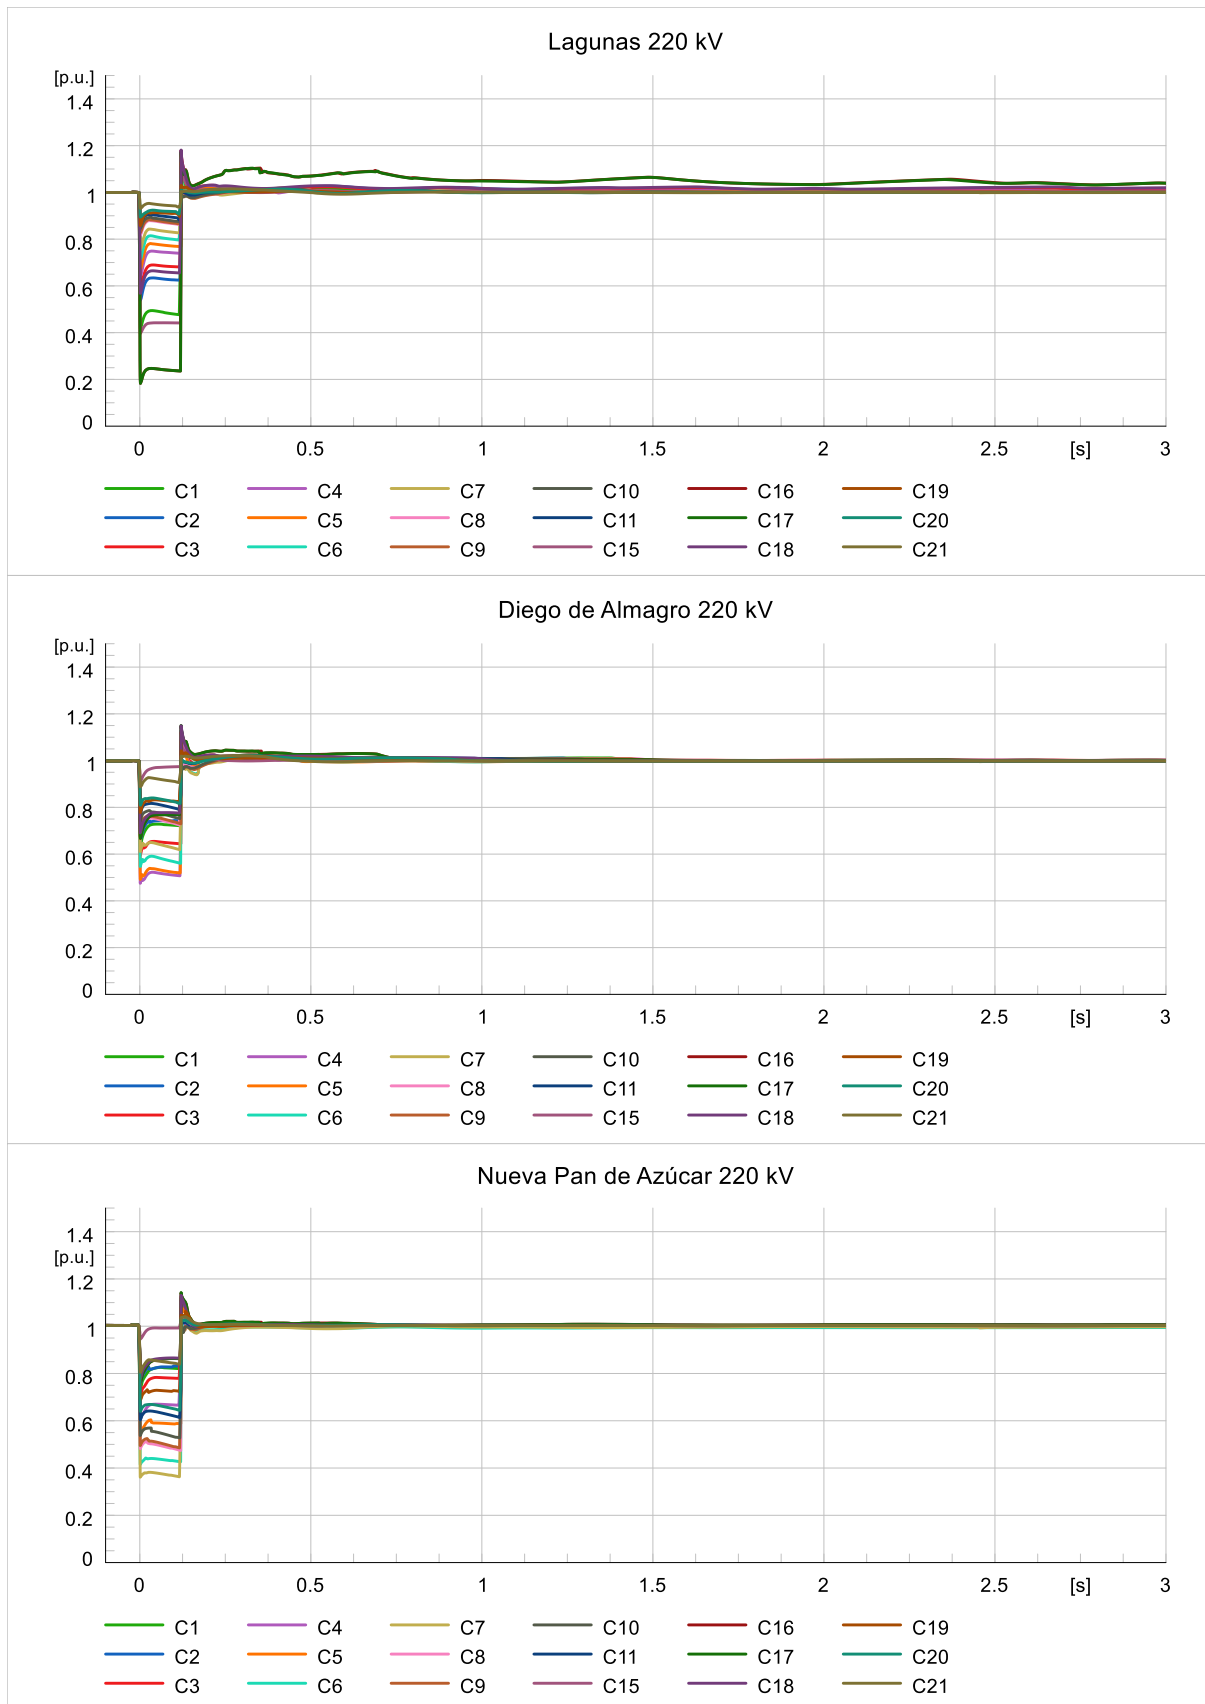 Lagunas 220 kV
[p.u.]
1.4
1.2
1
0.8
0.6
0.4
0.2
0
0 0.5 1 1.5 2 2.5 [s] 3
C1 C4 C7 C10 C16 C19
C2 C5 C8 C11 C17 C20
C3 C6 C9 C15 C18 C21
Diego de Almagro 220 kV
[p.u.]
1.4
1.2
1
0.8
0.6
0.4
0.2
0
0 0.5 1 1.5 2 2.5 [s] 3
C1 C4 C7 C10 C16 C19
C2 C5 C8 C11 C17 C20
C3 C6 C9 C15 C18 C21
Nueva Pan de Azúcar 220 kV
1.4
[p.u.]
1.2
1
0.8
0.6
0.4
0.2
0
0 0.5 1 1.5 2 2.5 [s] 3
C1 C4 C7 C10 C16 C19
C2 C5 C8 C11 C17 C20
C3 C6 C9 C15 C18 C21